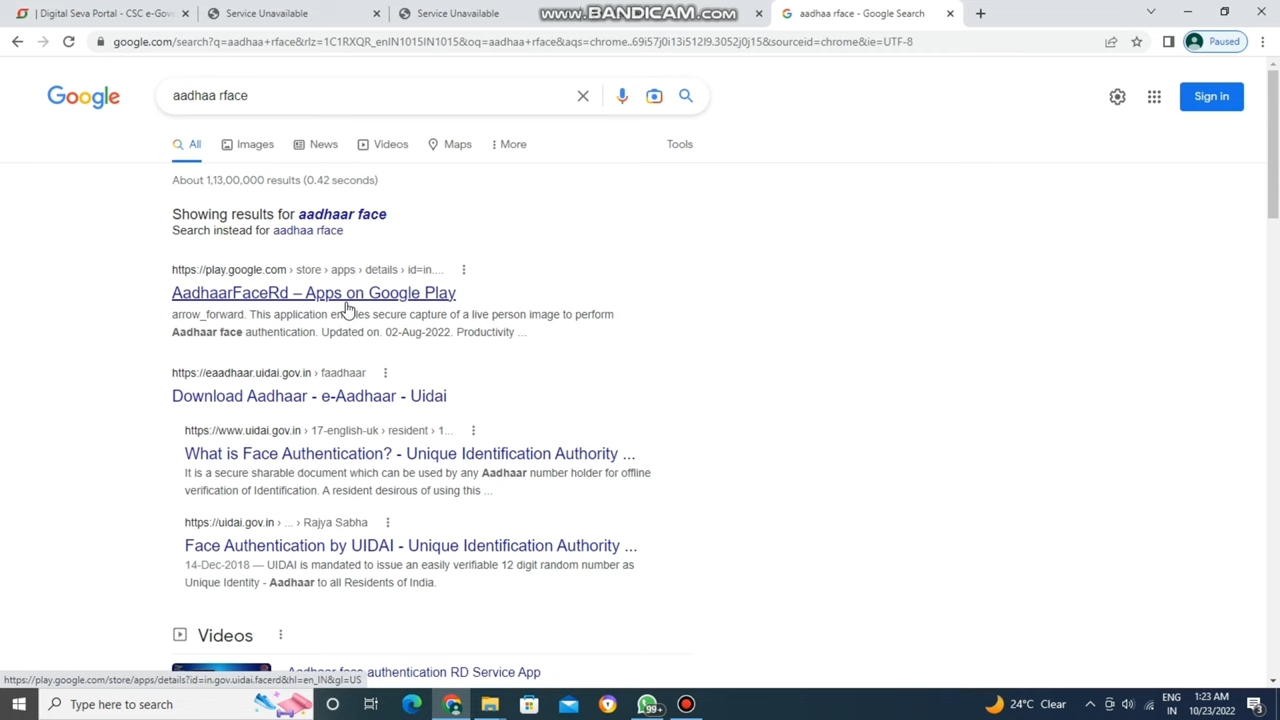 | Digital Seva Portal - CSC e-Gov
Service Unavailable
Service Unavailable
www.BANDICAM.com
aadhaa rface - Google Search
google.com/search?q=aadhaa+rface&rlz=1C1RXQR_enIN1015IN1015&oq=aadhaa+rface&aqs=chrome..69i57j0i13i512l9.3052j0j15&sourceid=chrome&ie=UTF-8
Paused
Google
aadhaa rface
Sign in
All
Images
News
Videos
Maps
More
Tools
About 1,13,00,000 results (0.42 seconds)
Showing results for aadhaar face
Search instead for aadhaa rface
https://play.google.com › store › apps › details › id=in....
AadhaarFaceRd – Apps on Google Play
arrow_forward. This application enables secure capture of a live person image to perform
Aadhaar face authentication. Updated on. 02-Aug-2022. Productivity ...
https://eaadhaar.uidai.gov.in › faadhaar
Download Aadhaar - e-Aadhaar - Uidai
https://www.uidai.gov.in › 17-english-uk › resident › 1...
What is Face Authentication? - Unique Identification Authority ...
It is a secure sharable document which can be used by any Aadhaar number holder for offline
verification of Identification. A resident desirous of using this ...
https://uidai.gov.in › ... › Rajya Sabha
Face Authentication by UIDAI - Unique Identification Authority ...
14-Dec-2018 — UIDAI is mandated to issue an easily verifiable 12 digit random number as
Unique Identity - Aadhaar to all Residents of India.
Videos
Aadhaar face authentication RD Service App
https://play.google.com/store/apps/details?id=in.gov.uidai.facerd&hl=en_IN&gl=US
Type here to search
99+
24°C Clear
ENG
IN
1:23 AM
10/23/2022
3